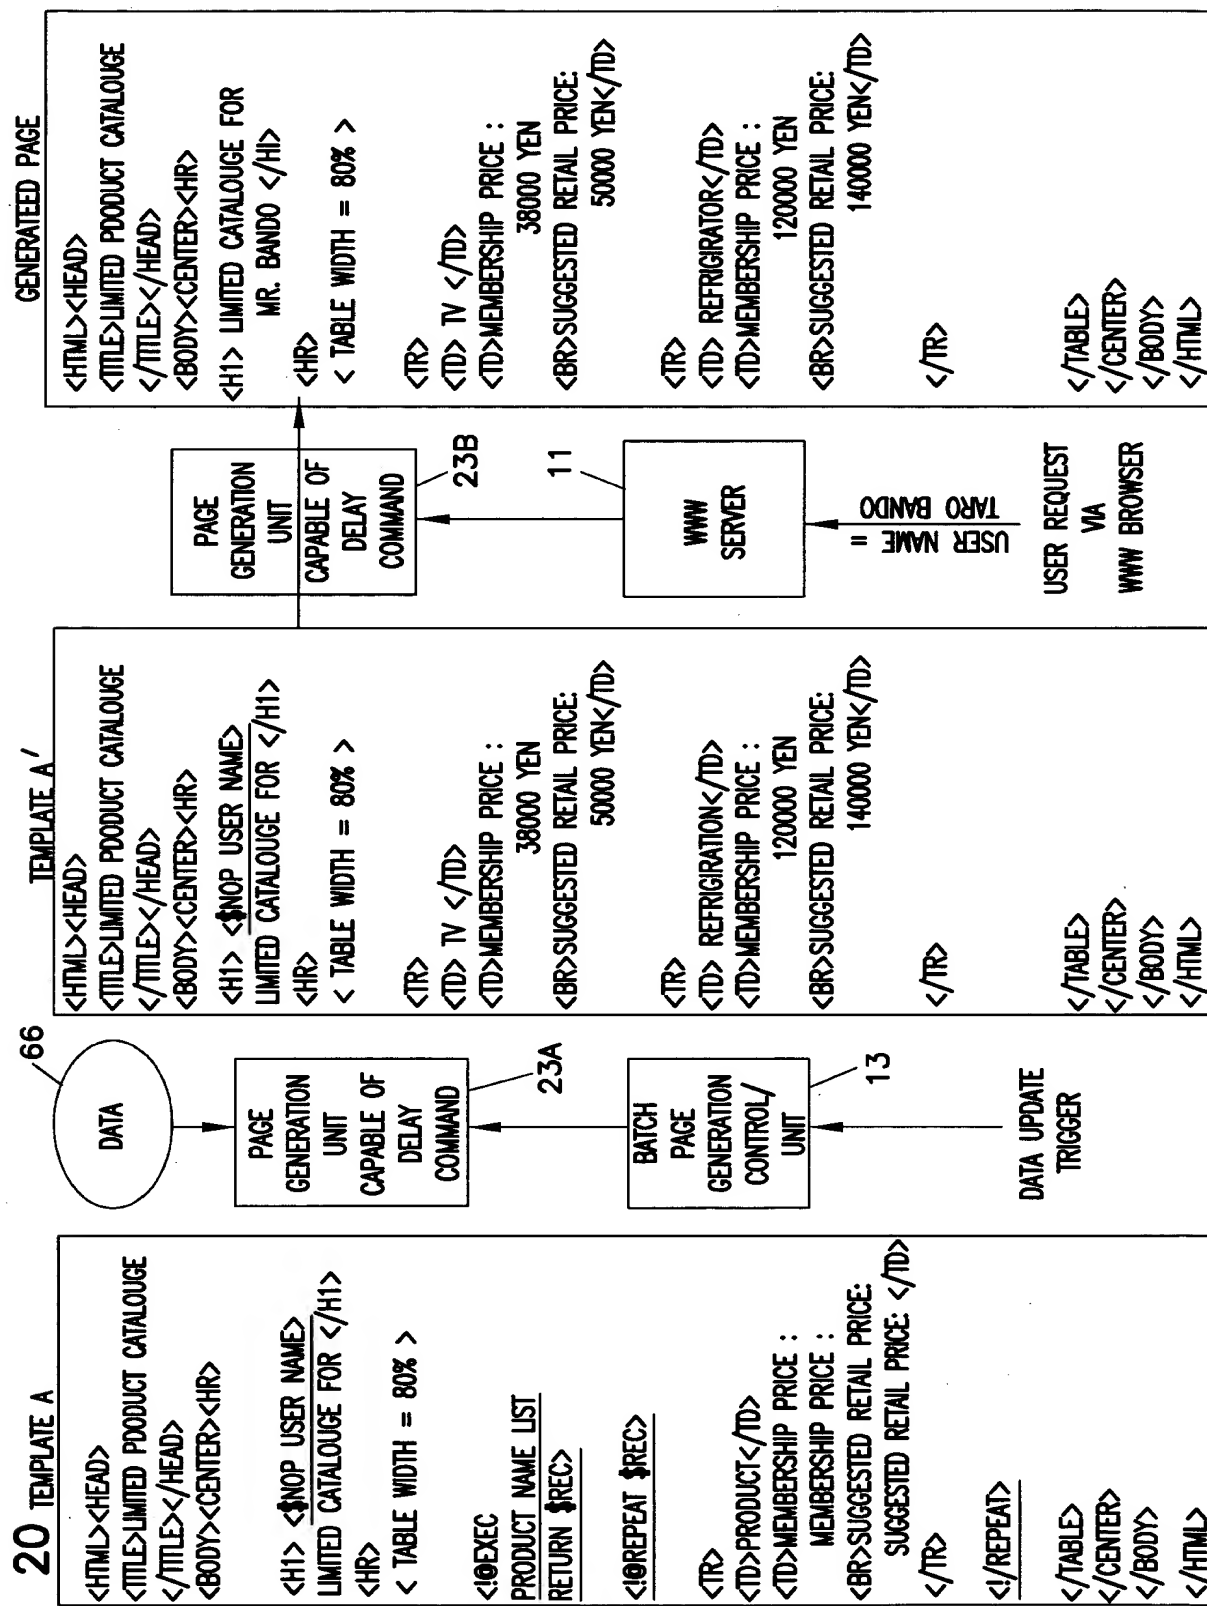 20 TEMPLATE A
<HTML><HEAD>
<TITLE>LIMITED PDODUCT CATALOUGE
</TITLE></HEAD>
<BODY><CENTER><HR>
<H1> <$NOP USER NAME>
LIMITED CATALOUGE FOR </H1>
<HR>
< TABLE WIDTH = 80% >
<!@EXEC
PRODUCT NAME LIST
RETURN $REC>
<!@REPEAT $REC>
<TR>
<TD>PRODUCT</TD>
<TD>MEMBERSHIP PRICE :
MEMBERSHIP PRICE :
<BR>SUGGESTED RETAIL PRICE:
SUGGESTED RETAIL PRICE: </TD>
</TR>
<!/REPEAT>
</TABLE>
</CENTER>
</BODY>
</HTML>
66
DATA
PAGE
GENERATION
UNIT
CAPABLE OF
DELAY
COMMAND
23A
BATCH
PAGE
GENERATION
CONTROL/
UNIT
13
DATA UPDATE
TRIGGER
TEMPLATE A'
<HTML><HEAD>
<TITLE>LIMITED PDODUCT CATALOUGE
</TITLE></HEAD>
<BODY><CENTER><HR>
<H1> <$NOP USER NAME>
LIMITED CATALOUGE FOR </H1>
<HR>
< TABLE WIDTH = 80% >
<TR>
<TD> TV </TD>
<TD>MEMBERSHIP PRICE :
38000 YEN
<BR>SUGGESTED RETAIL PRICE:
50000 YEN</TD>
<TR>
<TD> REFRIGIRATION</TD>
<TD>MEMBERSHIP PRICE :
120000 YEN
<BR>SUGGESTED RETAIL PRICE:
140000 YEN</TD>
</TR>
</TABLE>
</CENTER>
</BODY>
</HTML>
PAGE
GENERATION
UNIT
CAPABLE OF
DELAY
COMMAND
23B
WWW
SERVER
11
USER NAME =
TARO BANDO
USER REQUEST
VIA
WWW BROWSER
GENERATEED PAGE
<HTML><HEAD>
<TITLE>LIMITED PDODUCT CATALOUGE
</TITLE></HEAD>
<BODY><CENTER><HR>
<H1> LIMITED CATALOUGE FOR
MR. BANDO </HI>
<HR>
< TABLE WIDTH = 80% >
<TR>
<TD> TV </TD>
<TD>MEMBERSHIP PRICE :
38000 YEN
<BR>SUGGESTED RETAIL PRICE:
50000 YEN</TD>
<TR>
<TD> REFRIGIRATOR</TD>
<TD>MEMBERSHIP PRICE :
120000 YEN
<BR>SUGGESTED RETAIL PRICE:
140000 YEN</TD>
</TR>
</TABLE>
</CENTER>
</BODY>
</HTML>